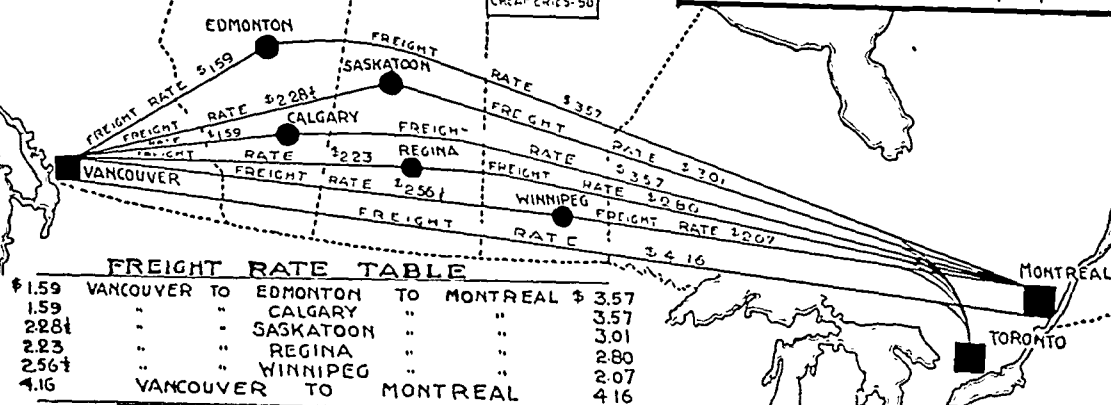 EDMONTON
FREIGHT RATE $1.59
FREIGHT RATE $3.57
SASKATOON
FREIGHT RATE $2.28½
FREIGHT RATE $3.01
CALGARY
RATE $1.59
FREIGH- RATE $3.57
REGINA
FREIGHT RATE $2.23
FREIGHT RATE $2.80
VANCOUVER
FREIGHT RATE $2.56½
WINNIPEG
FREIGHT RATE $2.07
FREIGHT RATE $4.16
MONTREAL
TORONTO
FREIGHT RATE TABLE
$1.59 VANCOUVER TO EDMONTON TO MONTREAL $3.57
1.59 " " CALGARY " " 3.57
2.28½ " " SASKATOON " " 3.01
2.23 " " REGINA " " 2.80
2.56½ " " WINNIPEG " " 2.07
4.16 VANCOUVER TO MONTREAL 4.16